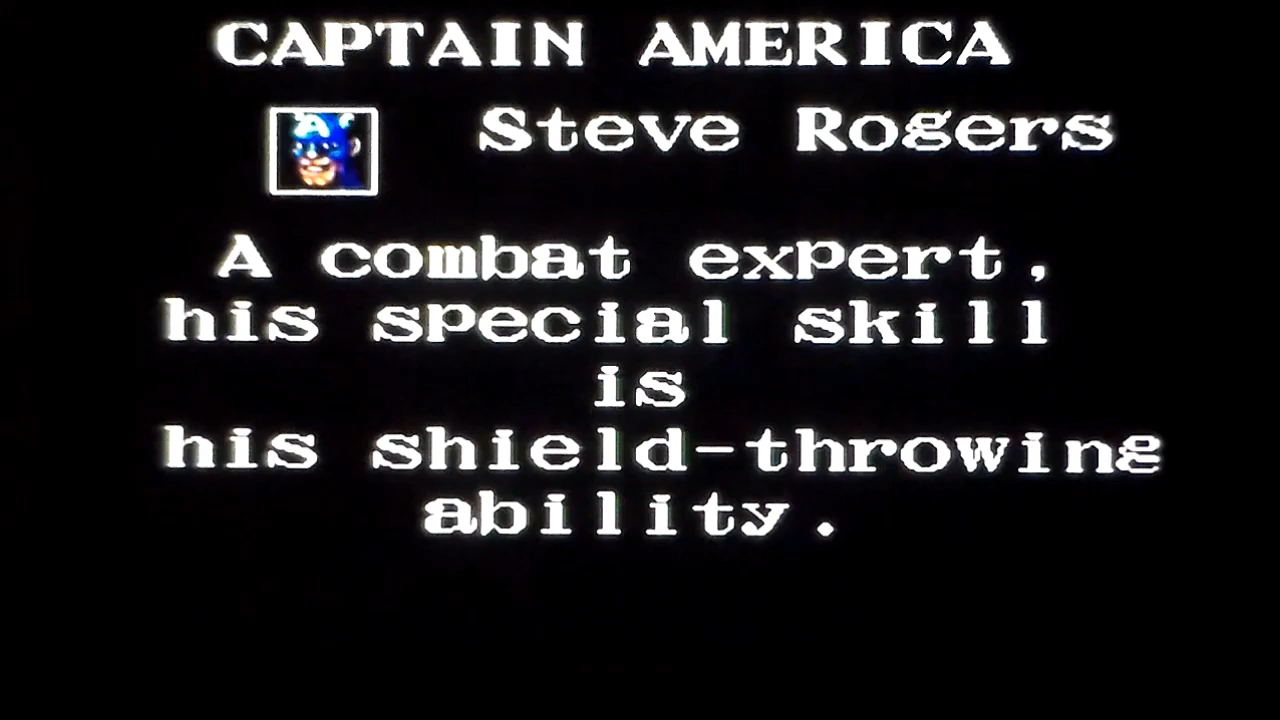 CAPTAIN AMERICA
Steve Rogers
A combat expert,
his special skill
is
his shield-throwing
ability.